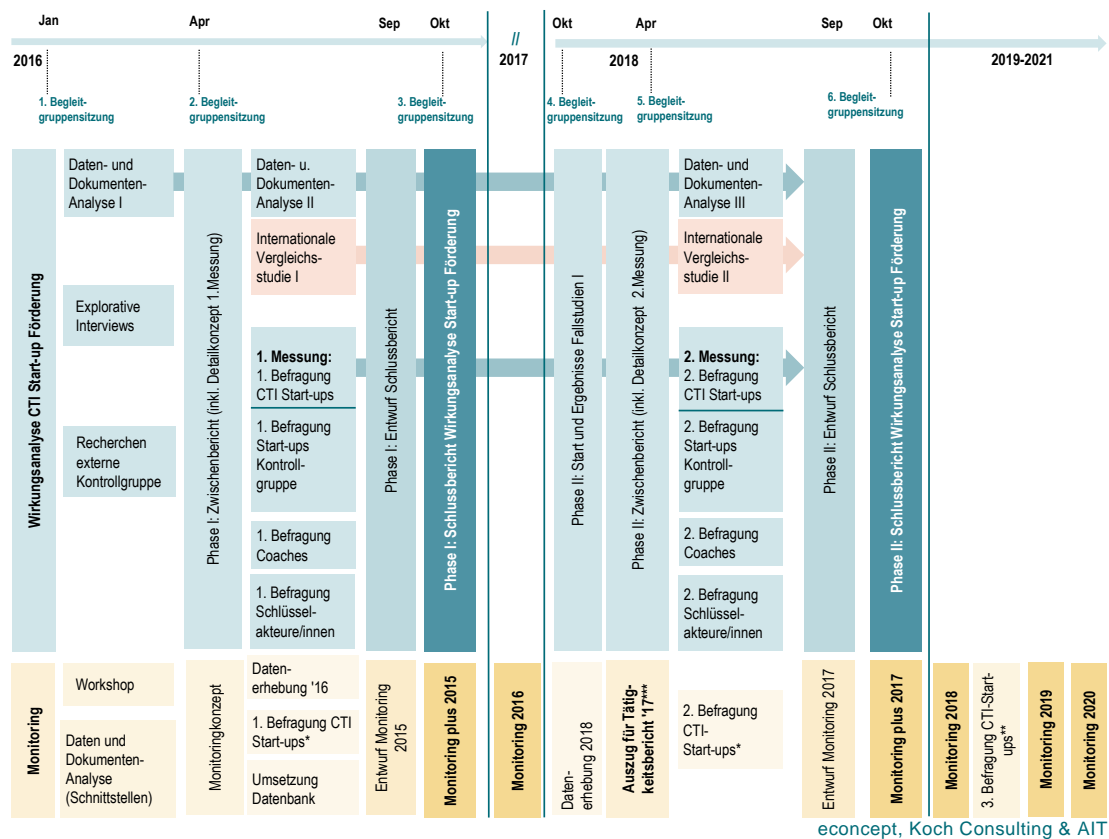 Jan
Apr
Sep
Okt
//
Okt
Apr
Sep
Okt
2016
2017
2018
2019-2021
1. Begleit-
gruppensitzung
2. Begleit-
gruppensitzung
3. Begleit-
gruppensitzung
4. Begleit-
gruppensitzung
5. Begleit-
gruppensitzung
6. Begleit-
gruppensitzung
Wirkungsanalyse CTI Start-up Förderung
Daten- und
Dokumenten-
Analyse I
Explorative
Interviews
Recherchen
externe
Kontrollgruppe
Phase I: Zwischenbericht (inkl. Detailkonzept 1.Messung)
Daten- u.
Dokumenten-
Analyse II
Internationale
Vergleichs-
studie I
1. Messung:
1. Befragung
CTI Start-ups
1. Befragung
Start-ups
Kontroll-
gruppe
1. Befragung
Coaches
1. Befragung
Schlüssel-
akteure/innen
Phase I: Entwurf Schlussbericht
Phase I: Schlussbericht Wirkungsanalyse Start-up Förderung
Phase II: Start und Ergebnisse Fallstudien I
Phase II: Zwischenbericht (inkl. Detailkonzept 2.Messung)
Daten- und
Dokumenten-
Analyse III
Internationale
Vergleichs-
studie II
2. Messung:
2. Befragung
CTI Start-ups
2. Befragung
Start-ups
Kontroll-
gruppe
2. Befragung
Coaches
2. Befragung
Schlüssel-
akteure/innen
Phase II: Entwurf Schlussbericht
Phase II: Schlussbericht Wirkungsanalyse Start-up Förderung
Monitoring
Workshop
Daten und
Dokumenten-
Analyse
(Schnittstellen)
Monitoringkonzept
Daten-
erhebung '16
1. Befragung CTI
Start-ups*
Umsetzung
Datenbank
Entwurf Monitoring
2015
Monitoring plus 2015
Monitoring 2016
Daten-
erhebung 2018
Auszug für Tätig-
keitsbericht '17***
2. Befragung
CTI-
Start-ups*
Entwurf Monitoring 2017
Monitoring plus 2017
Monitoring 2018
3. Befragung CTI-Start-
ups**
Monitoring 2019
Monitoring 2020
econcept, Koch Consulting & AIT